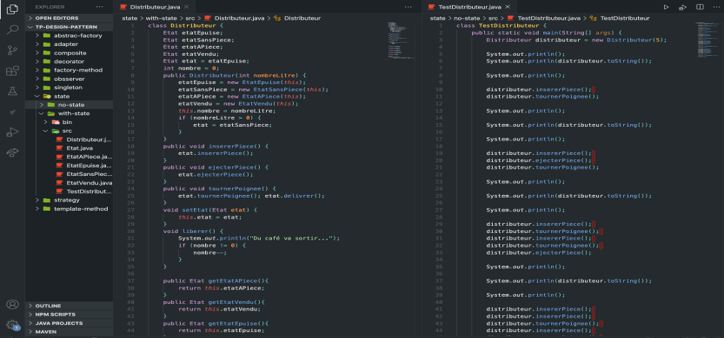 EXPLORER
OPEN EDITORS
TP-DESIGN-PATTERN
abstrac-factory
adapter
composite
decorator
factory-method
obsserver
singleton
state
no-state
with-state
bin
src
Distributeur.j...
Etat.java
EtatAPiece.ja...
EtatEpuise.ja...
EtatSansPiec...
EtatVendu.java
TestDistribut...
strategy
template-method
OUTLINE
NPM SCRIPTS
JAVA PROJECTS
MAVEN
Distributeur.java
state > with-state > src > Distributeur.java > Distributeur
1 class Distributeur {
2 Etat etatEpuise;
3 Etat etatSansPiece;
4 Etat etatAPiece;
5 Etat etatVendu;
6 Etat etat = etatEpuise;
7 int nombre = 0;
8 public Distributeur(int nombreLitre) {
9 etatEpuise = new EtatEpuise(this);
10 etatSansPiece = new EtatSansPiece(this);
11 etatAPiece = new EtatAPiece(this);
12 etatVendu = new EtatVendu(this);
13 this.nombre = nombreLitre;
14 if (nombreLitre > 0) {
15 etat = etatSansPiece;
16 }
17 }
18 public void insererPiece() {
19 etat.insererPiece();
20 }
21 public void ejecterPiece() {
22 etat.ejecterPiece();
23 }
24 public void tournerPoignee() {
25 etat.tournerPoignee(); etat.delivrer();
26 }
27 void setEtat(Etat etat) {
28 this.etat = etat;
29 }
30 void liberer() {
31 System.out.println("Du café va sortir...");
32 if (nombre != 0) {
33 nombre--;
34 }
35 }
36
37 public Etat getEtatAPiece(){
38 return this.etatAPiece;
39 }
40 public Etat getEtatVendu(){
41 return this.etatVendu;
42 }
43 public Etat getEtatEpuise(){
44 return this.etatEpuise;
TestDistributeur.java
state > no-state > src > TestDistributeur.java > TestDistributeur
1 class TestDistributeur {
2 public static void main(String[] args) {
3 Distributeur distributeur = new Distributeur(5);
4
5 System.out.println();
6 System.out.println(distributeur.toString());
7
8 System.out.println();
9
10 distributeur.insererPiece();
11 distributeur.tournerPoignee();
12
13 System.out.println();
14
15 System.out.println(distributeur.toString());
16
17 System.out.println();
18
19 distributeur.insererPiece();
20 distributeur.ejecterPiece();
21 distributeur.tournerPoignee();
22
23 System.out.println();
24
25 System.out.println(distributeur.toString());
26
27 System.out.println();
28
29 distributeur.insererPiece();
30 distributeur.tournerPoignee();
31 distributeur.insererPiece();
32 distributeur.tournerPoignee();
33 distributeur.ejecterPiece();
34
35 System.out.println();
36
37 System.out.println(distributeur.toString());
38
39 System.out.println();
40
41 distributeur.insererPiece();
42 distributeur.insererPiece();
43 distributeur.tournerPoignee();
44 distributeur.insererPiece();